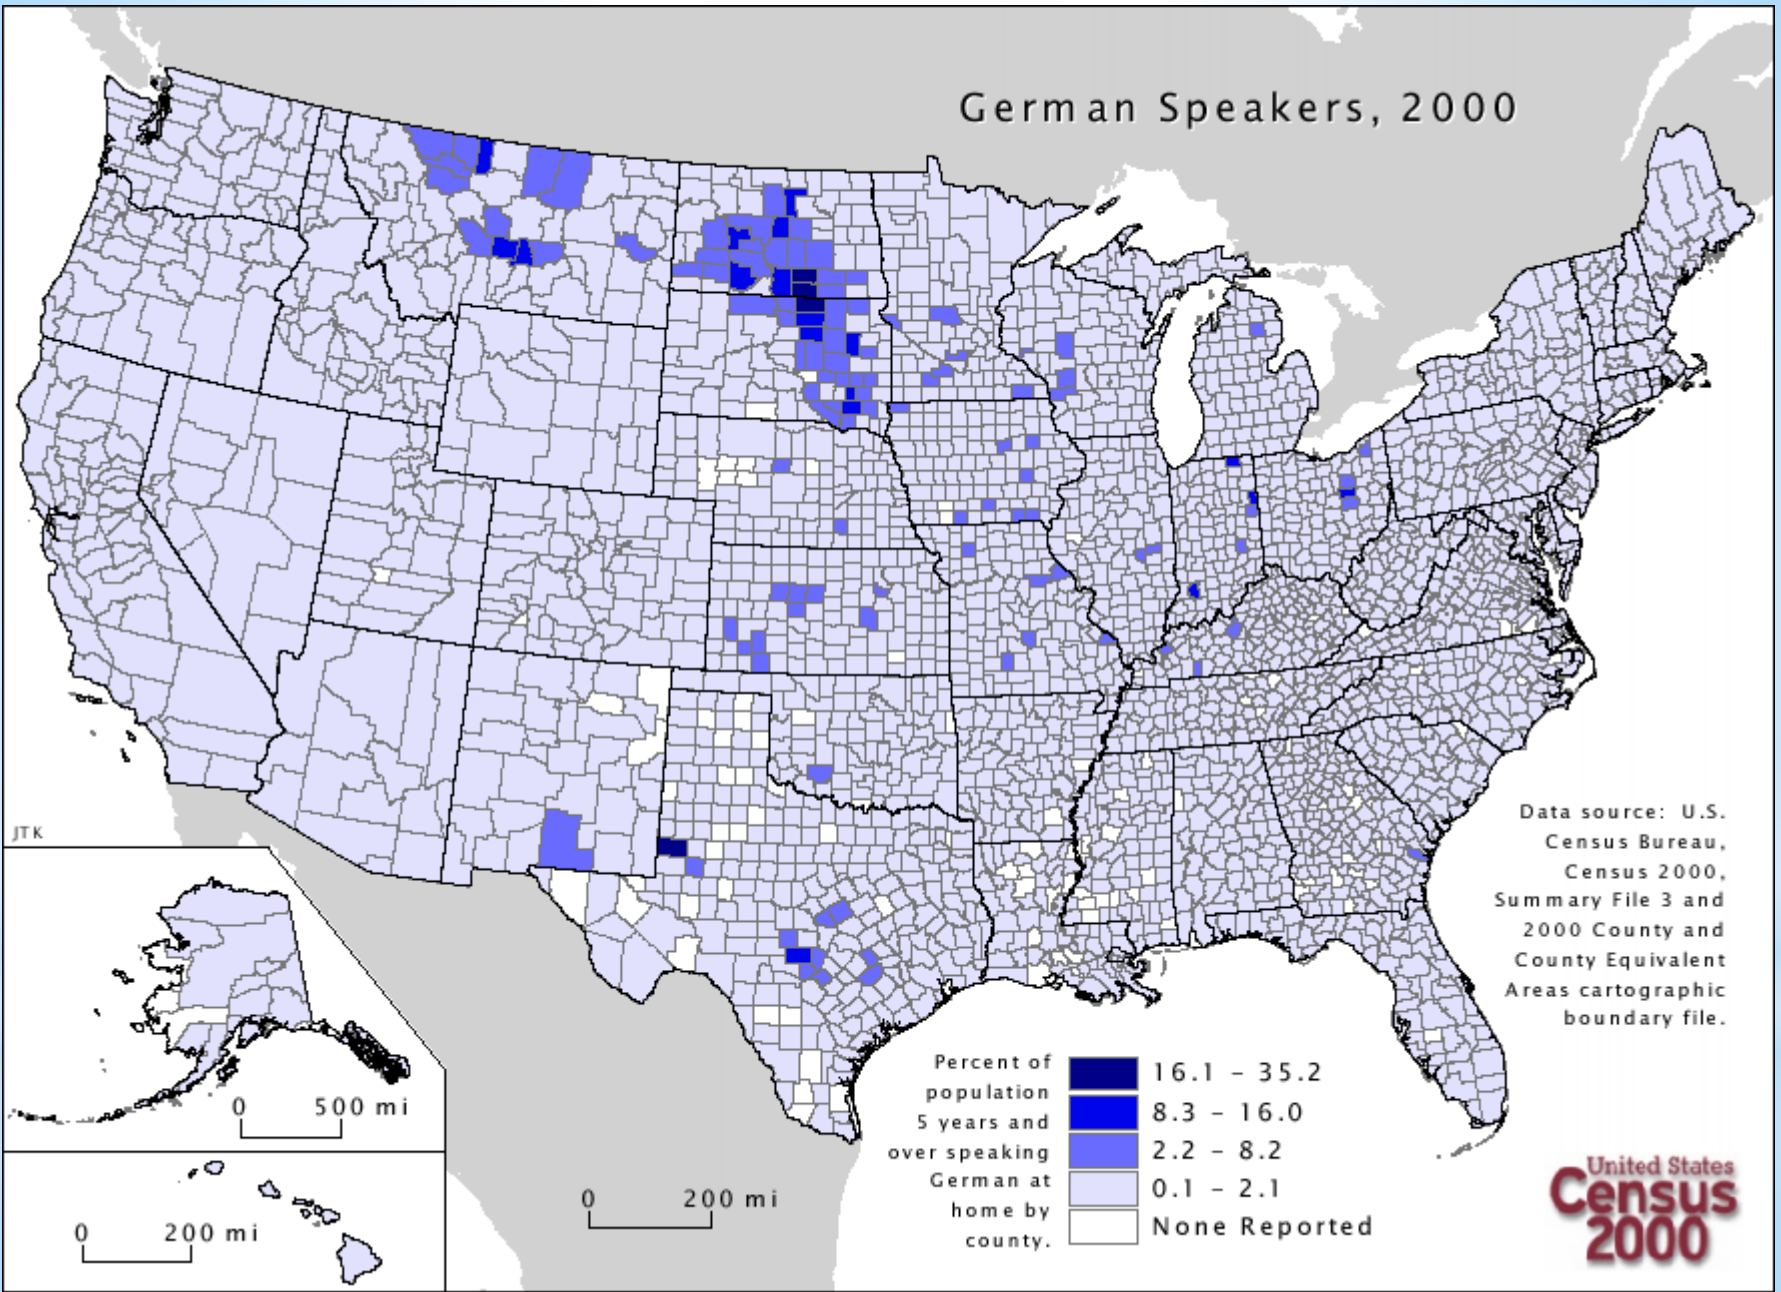 German Speakers, 2000
JTK
Data source: U.S.
Census Bureau,
Census 2000,
Summary File 3 and
2000 County and
County Equivalent
Areas cartographic
boundary file.
0 500 mi
0 200 mi
0 200 mi
Percent of
population
5 years and
over speaking
German at
home by
county.
16.1 – 35.2
8.3 – 16.0
2.2 – 8.2
0.1 – 2.1
None Reported
United States
Census
2000